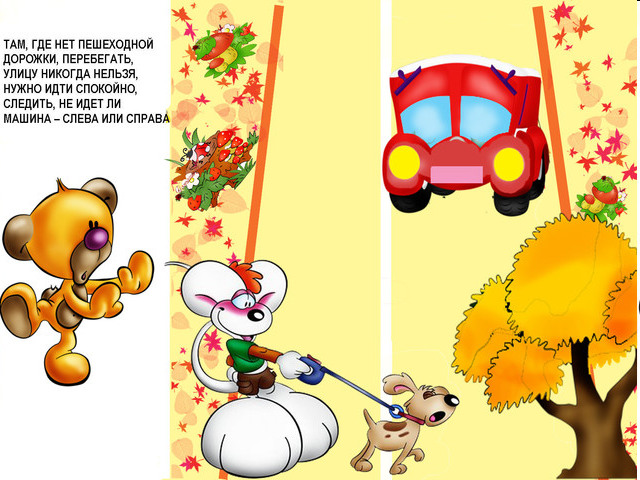 ТАМ, ГДЕ НЕТ ПЕШЕХОДНОЙ
ДОРОЖКИ, ПЕРЕБЕГАТЬ,
УЛИЦУ НИКОГДА НЕЛЬЗЯ,
НУЖНО ИДТИ СПОКОЙНО,
СЛЕДИТЬ, НЕ ИДЕТ ЛИ
МАШИНА – СЛЕВА ИЛИ СПРАВА